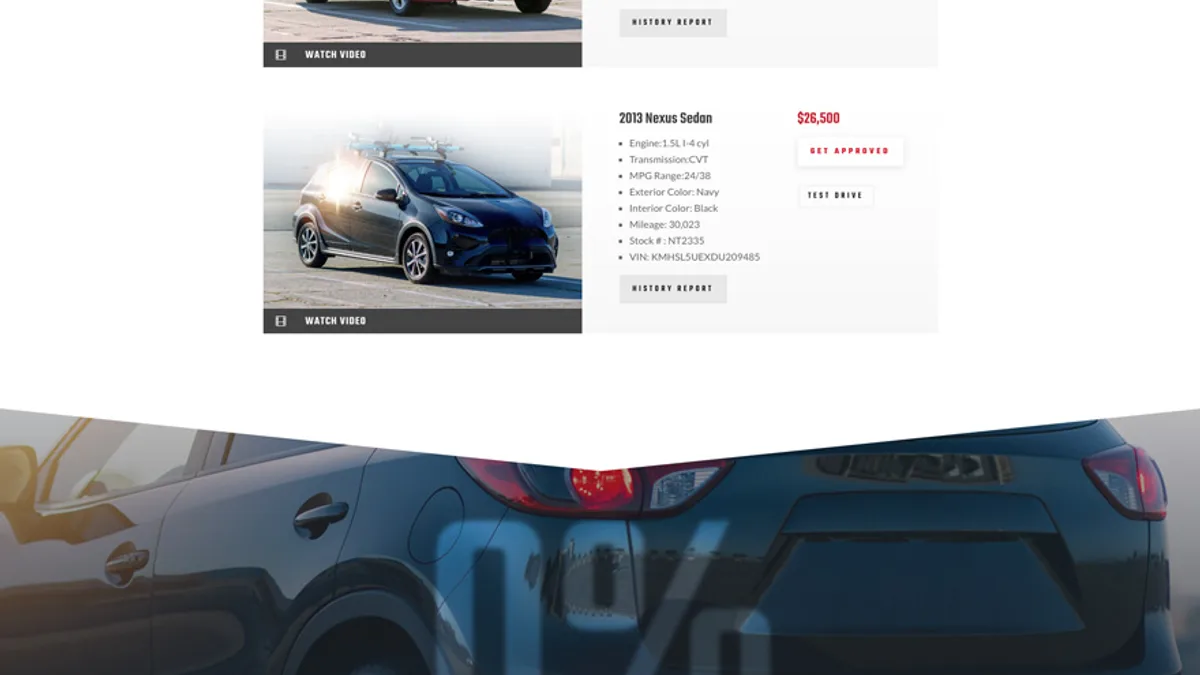 HISTORY REPORT
WATCH VIDEO
2013 Nexus Sedan
$26,500
Engine:1.5L I-4 cyl
Transmission:CVT
MPG Range:24/38
Exterior Color: Navy
Interior Color: Black
Mileage: 30,023
Stock # : NT2335
VIN: KMHSL5UEXDU209485
GET APPROVED
TEST DRIVE
HISTORY REPORT
WATCH VIDEO
0%